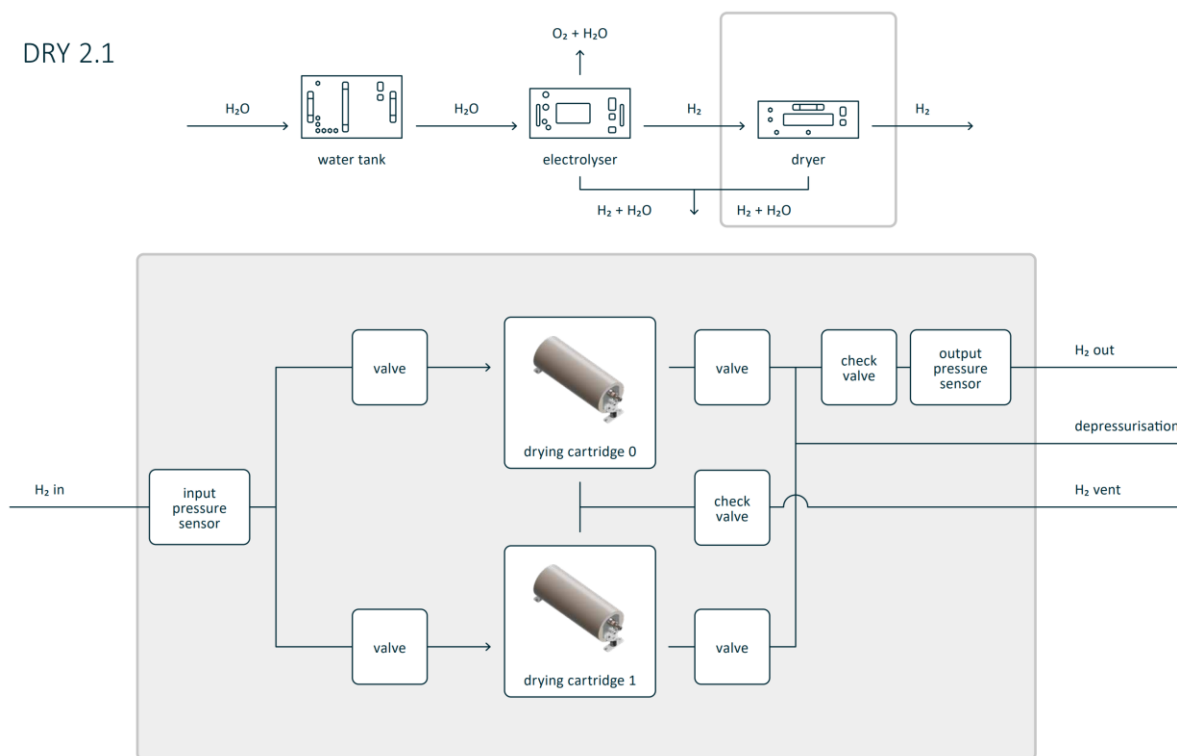 DRY 2.1
O₂ + H₂O
H₂O
H₂O
H₂
H₂
water tank
electrolyser
dryer
H₂ + H₂O
H₂ + H₂O
valve
valve
check
valve
output
pressure
sensor
H₂ out
drying cartridge 0
depressurisation
H₂ in
input
pressure
sensor
check
valve
H₂ vent
valve
valve
drying cartridge 1